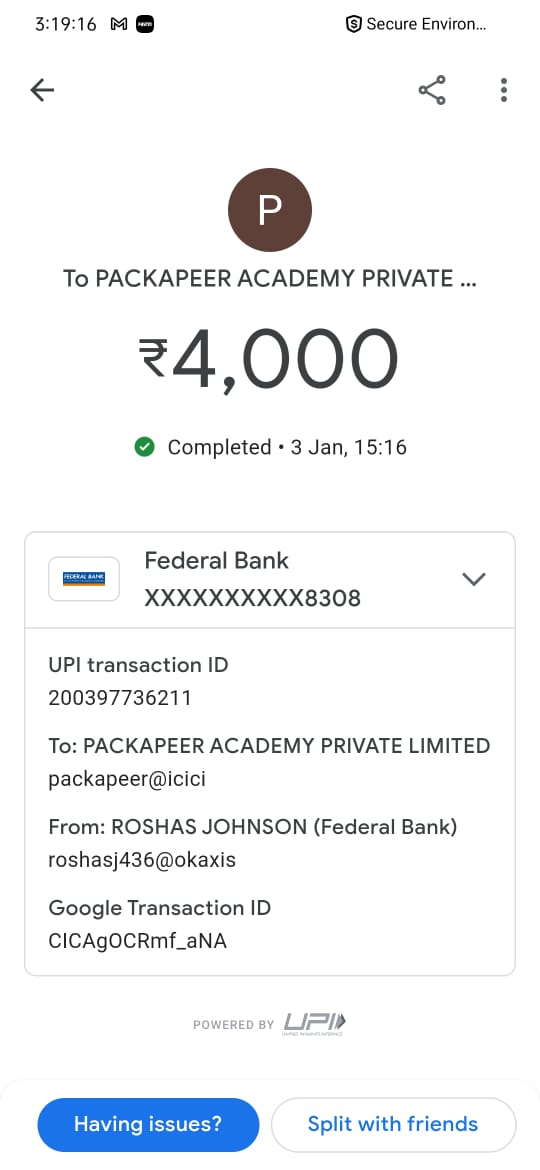 3:19:16 Secure Environ...
P
To PACKAPEER ACADEMY PRIVATE ...
₹4,000
Completed • 3 Jan, 15:16
Federal Bank
FEDERAL BANK
XXXXXXXXXX8308
UPI transaction ID
200397736211
To: PACKAPEER ACADEMY PRIVATE LIMITED
packapeer@icici
From: ROSHAS JOHNSON (Federal Bank)
roshasj436@okaxis
Google Transaction ID
CICAgOCRmf_aNA
POWERED BY UPI
UNIFIED PAYMENTS INTERFACE
Having issues? Split with friends